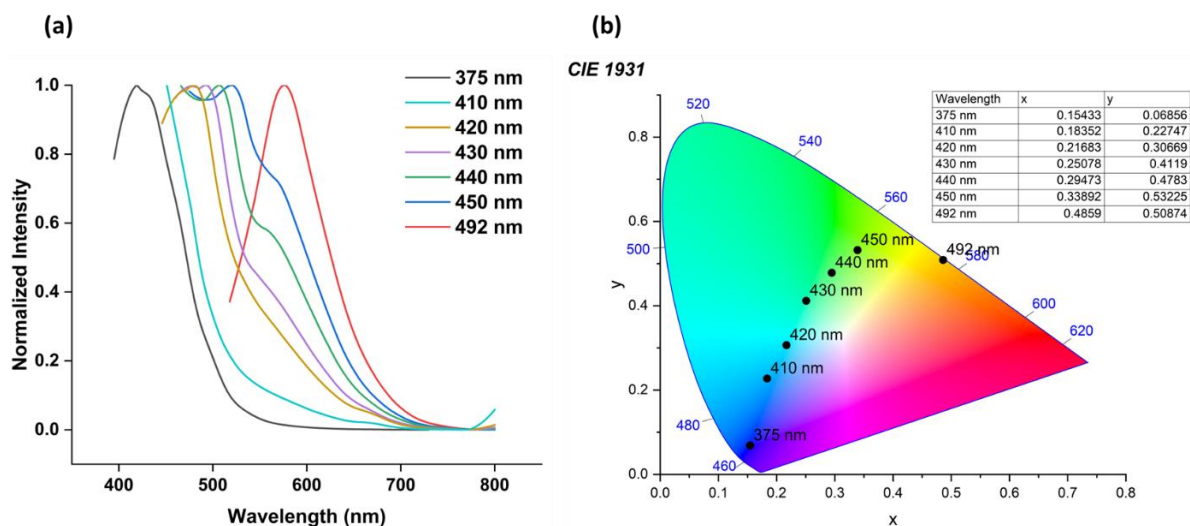 (a)
(b)
CIE 1931
Normalized Intensity
1.0
0.8
0.6
0.4
0.2
0.0
400
500
600
700
800
Wavelength (nm)
375 nm
410 nm
420 nm
430 nm
440 nm
450 nm
492 nm
y
0.8
0.6
0.4
0.2
0.0
0.0
0.1
0.2
0.3
0.4
0.5
0.6
0.7
0.8
x
520
540
560
500
580
600
620
480
460
450 nm
440 nm
430 nm
420 nm
410 nm
375 nm
492 nm
Wavelength x y
375 nm 0.15433 0.06856
410 nm 0.18352 0.22747
420 nm 0.21683 0.30669
430 nm 0.25078 0.4119
440 nm 0.29473 0.4783
450 nm 0.33892 0.53225
492 nm 0.4859 0.50874